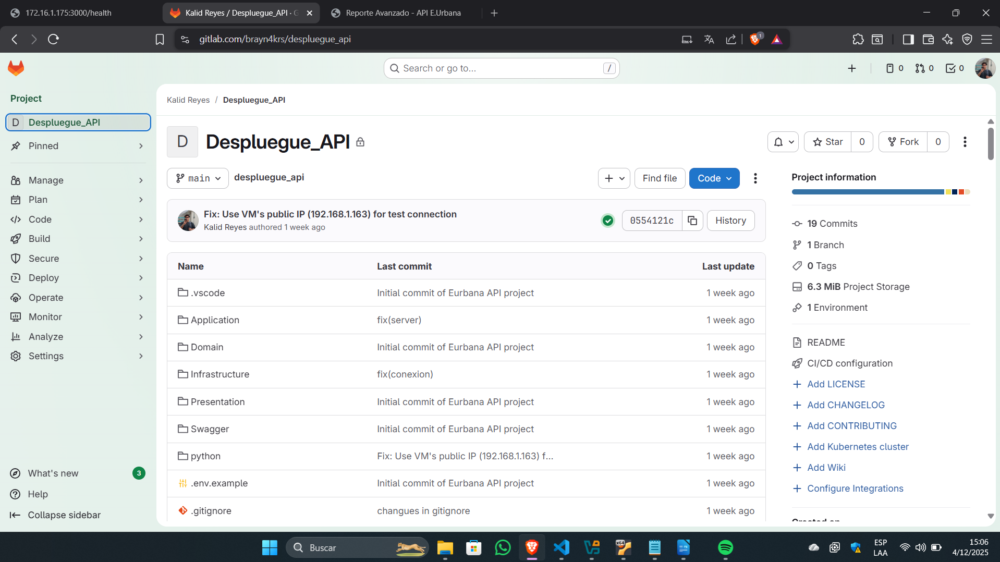 172.16.1.175:3000/health
Kalid Reyes / Despluegue_API · G
Reporte Avanzado - API E.Urbana
gitlab.com/brayn4krs/despluegue_api
1
Search or go to...
/
0
0
0
Project
D Despluegue_API
Pinned
Manage
Plan
Code
Build
Secure
Deploy
Operate
Monitor
Analyze
Settings
What's new
3
Help
Collapse sidebar
Kalid Reyes / Despluegue_API
D
Despluegue_API
Star 0
Fork 0
main
despluegue_api
Find file
Code
Fix: Use VM's public IP (192.168.1.163) for test connection
Kalid Reyes authored 1 week ago
0554121c
History
Name Last commit Last update
.vscode Initial commit of Eurbana API project 1 week ago
Application fix(server) 1 week ago
Domain Initial commit of Eurbana API project 1 week ago
Infrastructure fix(conexion) 1 week ago
Presentation Initial commit of Eurbana API project 1 week ago
Swagger Initial commit of Eurbana API project 1 week ago
python Fix: Use VM's public IP (192.168.1.163) f... 1 week ago
.env.example Initial commit of Eurbana API project 1 week ago
.gitignore changues in gitignore 1 week ago
Project information
19 Commits
1 Branch
0 Tags
6.3 MiB Project Storage
1 Environment
README
CI/CD configuration
Add LICENSE
Add CHANGELOG
Add CONTRIBUTING
Add Kubernetes cluster
Add Wiki
Configure Integrations
Created on
Buscar
x64
ESP
LAA
15:06
4/12/2025